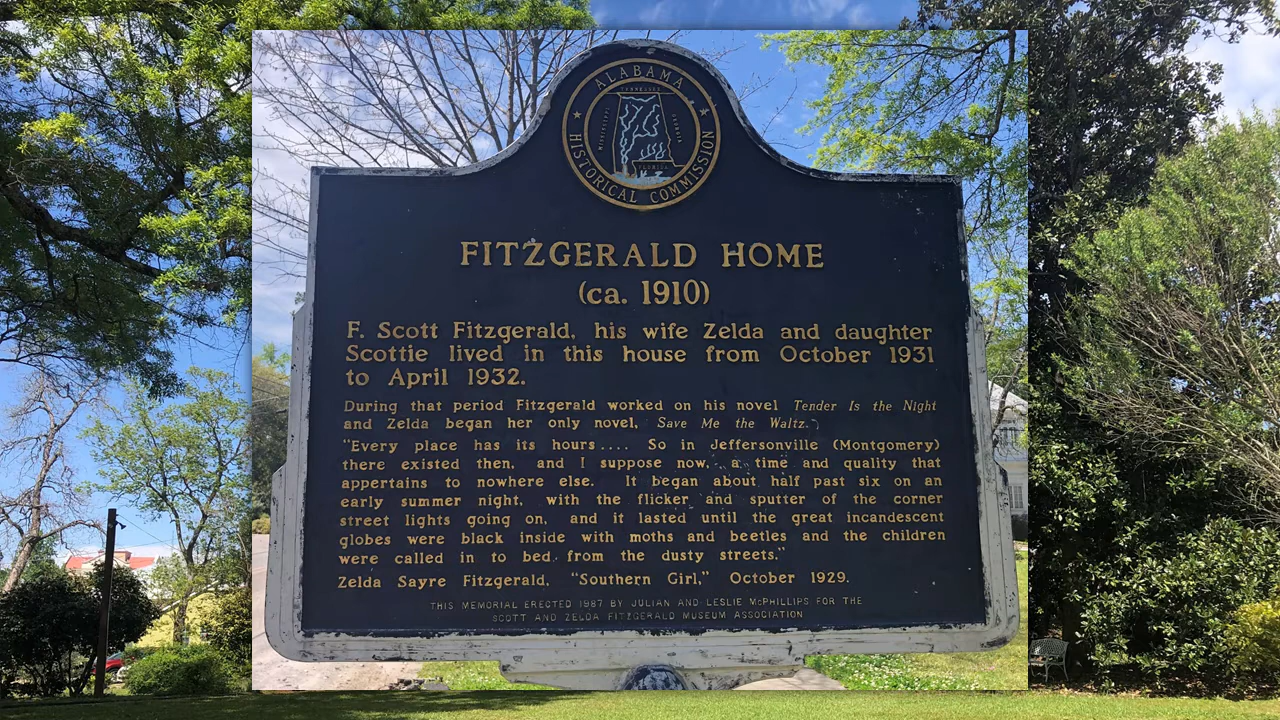 ALABAMA
HISTORICAL COMMISSION
TENNESSEE
MISSISSIPPI
GEORGIA
FLORIDA
FITZGERALD HOME
(ca. 1910)
F. Scott Fitzgerald, his wife Zelda and daughter
Scottie lived in this house from October 1931
to April 1932.
During that period Fitzgerald worked on his novel Tender Is the Night
and Zelda began her only novel, Save Me the Waltz.
"Every place has its hours.... So in Jeffersonville (Montgomery)
there existed then, and I suppose now, a time and quality that
appertains to nowhere else. It began about half past six on an
early summer night, with the flicker and sputter of the corner
street lights going on, and it lasted until the great incandescent
globes were black inside with moths and beetles and the children
were called in to bed from the dusty streets."
Zelda Sayre Fitzgerald, "Southern Girl," October 1929.
THIS MEMORIAL ERECTED 1987 BY JULIAN AND LESLIE McPHILLIPS FOR THE
SCOTT AND ZELDA FITZGERALD MUSEUM ASSOCIATION